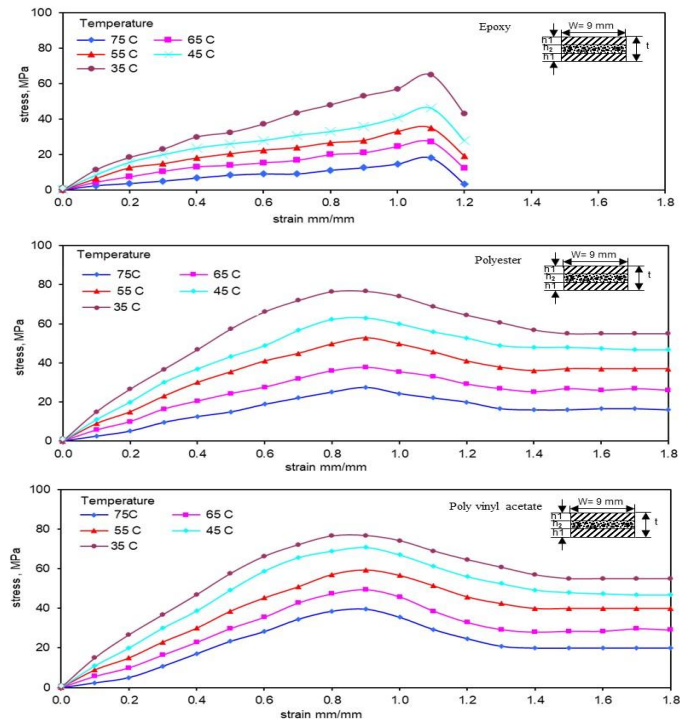 100
Temperature
Epoxy
W= 9 mm
75 C 65 C
80
h1
h2
h1
t
55 C 45 C
35 C
60
40
20
0
stress, MPa
0.0 0.2 0.4 0.6 0.8 1.0 1.2 1.4 1.6 1.8
strain mm/mm
100
Temperature
Polyester
W= 9 mm
75C 65 C
80
h1
h2
h1
t
55 C 45 C
35 C
60
40
20
0
stress, MPa
0.0 0.2 0.4 0.6 0.8 1.0 1.2 1.4 1.6 1.8
strain mm/mm
100
Temperature
Poly vinyl acetate
W= 9 mm
75C 65 C
80
h1
h2
h1
t
55 C 45 C
35 C
60
40
20
0
stress, MPa
0.0 0.2 0.4 0.6 0.8 1.0 1.2 1.4 1.6 1.8
strain mm/mm